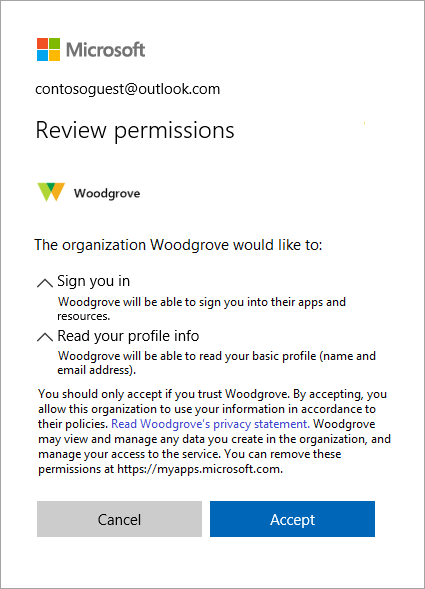 Microsoft
contosoguest@outlook.com
Review permissions
Woodgrove
The organization Woodgrove would like to:
Sign you in
Woodgrove will be able to sign you into their apps and
resources.
Read your profile info
Woodgrove will be able to read your basic profile (name and
email address).
You should only accept if you trust Woodgrove. By accepting, you
allow this organization to use your information in accordance to
their policies. Read Woodgrove's privacy statement. Woodgrove
may view and manage any data you create in the organization, and
manage your access to the service. You can remove these
permissions at https://myapps.microsoft.com.
Cancel
Accept